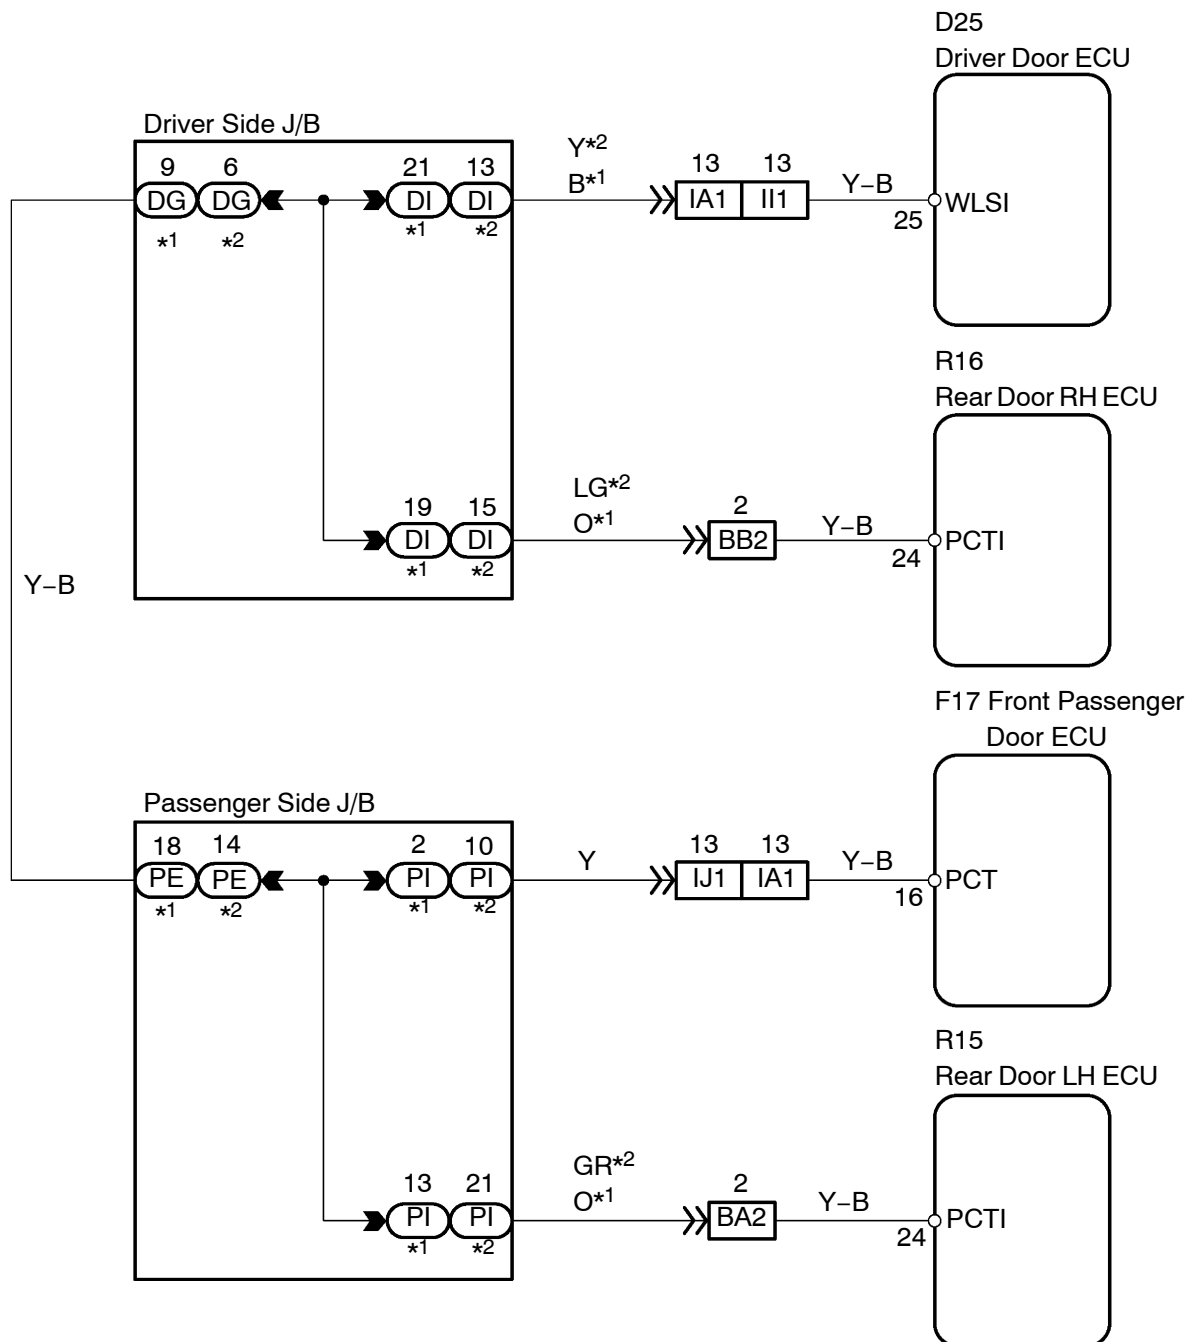 D25
Driver Door ECU
Driver Side J/B
9 6 21 13
DG DG DI DI
*1 *2 *1 *2
Y*2
B*1
13 13
IA1 II1
Y–B
25
WLSI
R16
Rear Door RH ECU
19 15
DI DI
*1 *2
LG*2
O*1
2
BB2
Y–B
24
PCTI
Y–B
F17 Front Passenger
Door ECU
Passenger Side J/B
18 14 2 10
PE PE PI PI
*1 *2 *1 *2
Y
13 13
IJ1 IA1
Y–B
16
PCT
R15
Rear Door LH ECU
13 21
PI PI
*1 *2
GR*2
O*1
2
BA2
Y–B
24
PCTI